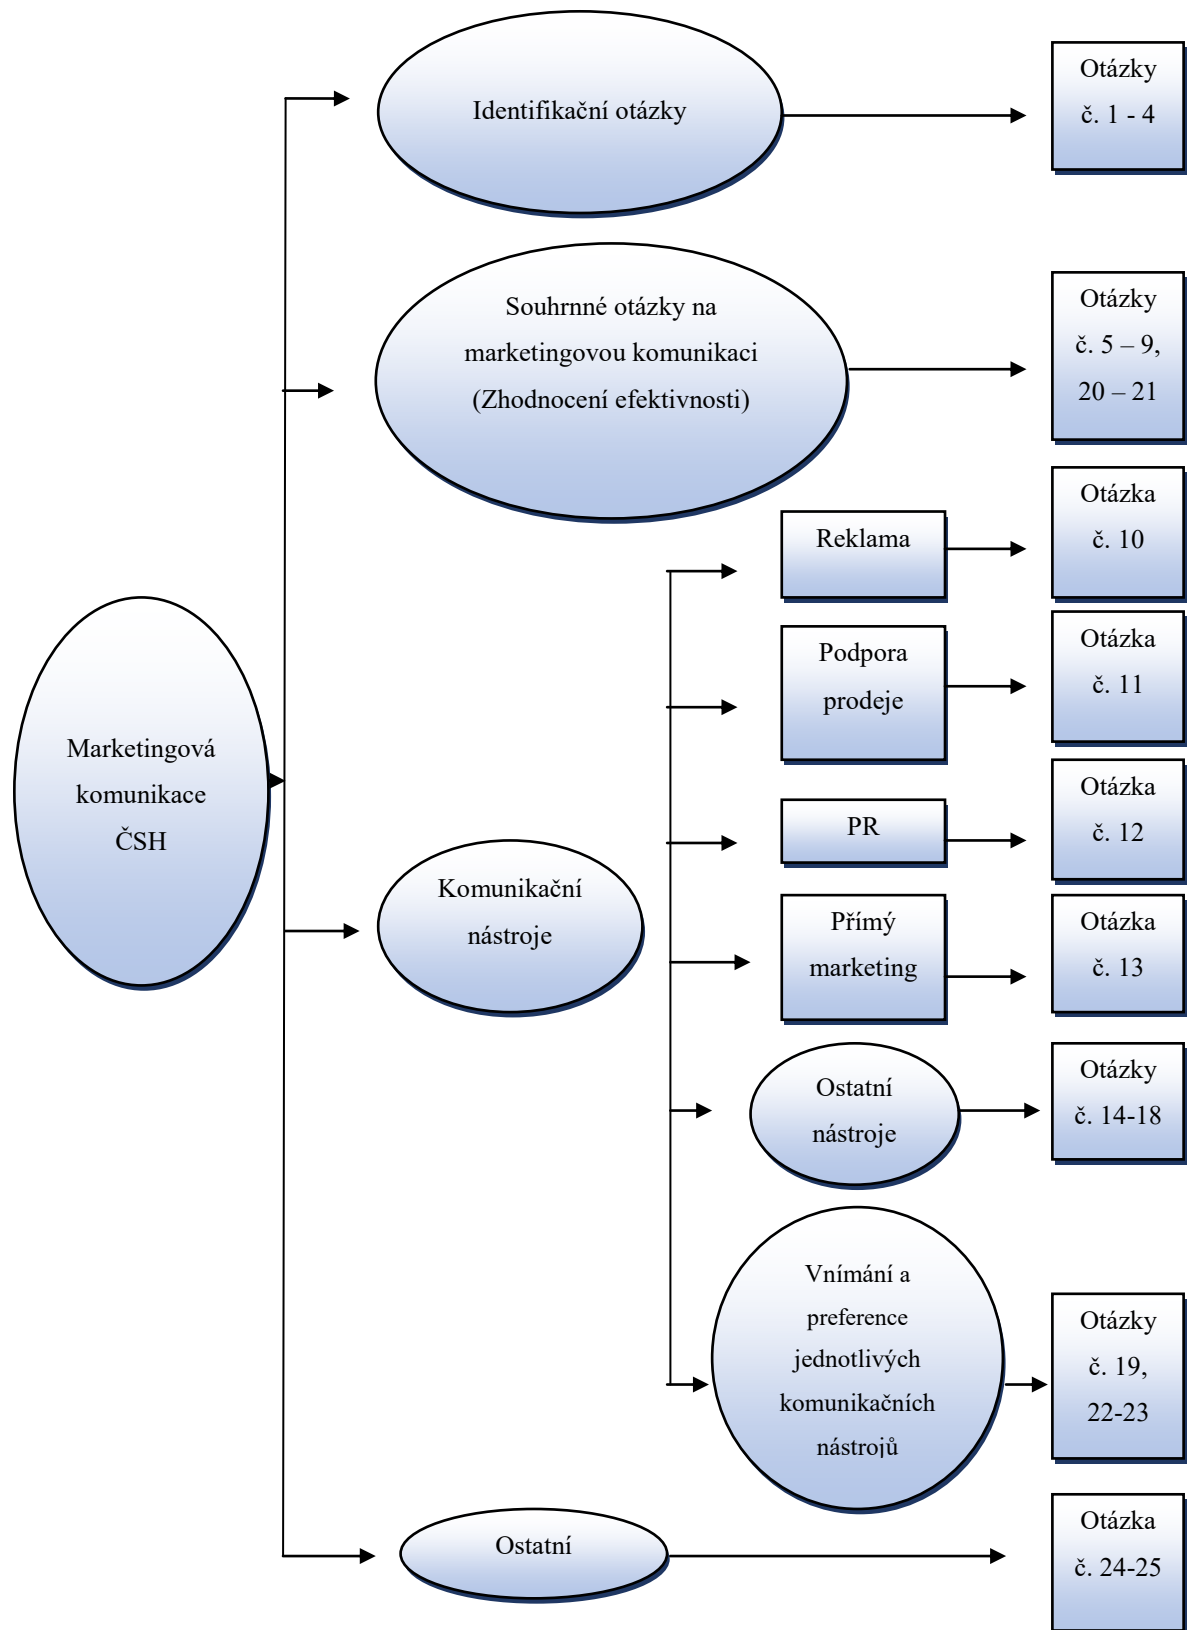 Identifikační otázky
Otázky
č. 1 - 4
Souhrnné otázky na
marketingovou komunikaci
(Zhodnocení efektivnosti)
Otázky
č. 5 – 9,
20 – 21
Marketingová
komunikace
ČSH
Komunikační
nástroje
Reklama
Otázka
č. 10
Podpora
prodeje
Otázka
č. 11
PR
Otázka
č. 12
Přímý
marketing
Otázka
č. 13
Ostatní
nástroje
Otázky
č. 14-18
Vnímání a
preference
jednotlivých
komunikačních
nástrojů
Otázky
č. 19,
22-23
Ostatní
Otázka
č. 24-25